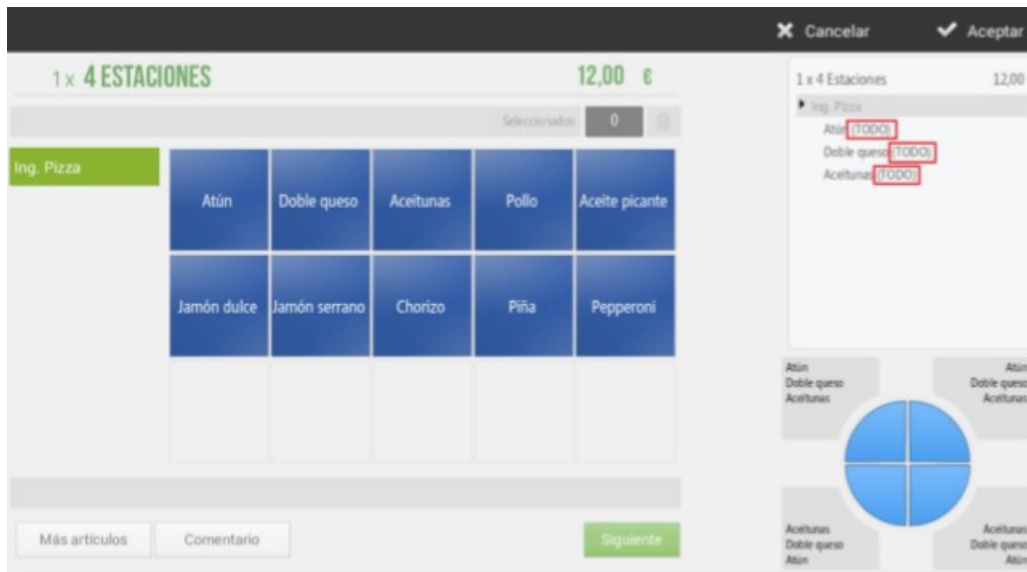 Cancelar Aceptar
1 x 4 ESTACIONES 12,00 €
Seleccionados 0
Ing. Pizza
Atún Doble queso Aceitunas Pollo Aceite picante
Jamón dulce Jamón serrano Chorizo Piña Pepperoni
Más artículos Comentario Siguiente
1 x 4 Estaciones 12,00
Ing. Pizza
Atún (TODO)
Doble queso (TODO)
Aceitunas (TODO)
Atún
Doble queso
Aceitunas
Atún
Doble queso
Aceitunas
Aceitunas
Doble queso
Atún
Aceitunas
Doble queso
Atún